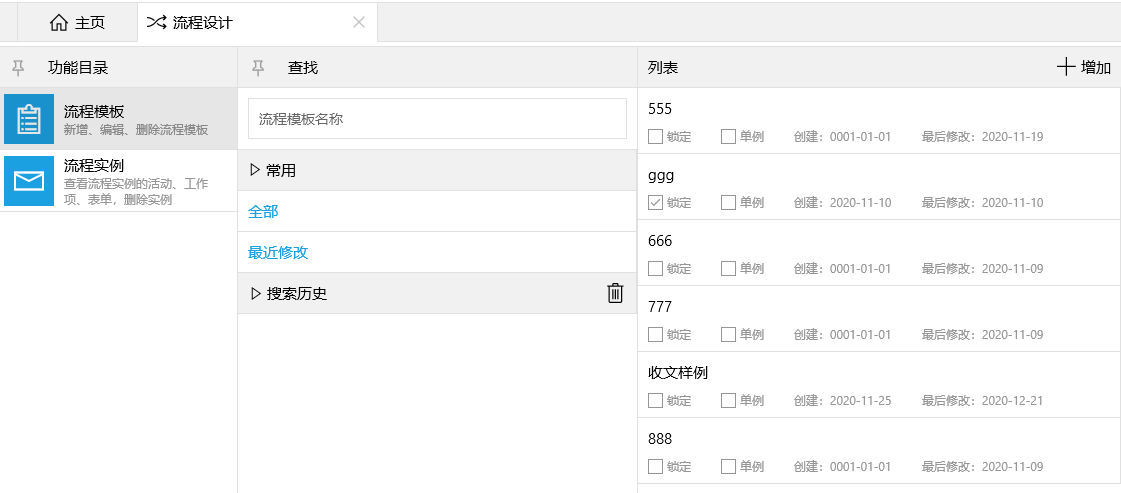 主页
流程设计
功能目录
流程模板
新增、编辑、删除流程模板
流程实例
查看流程实例的活动、工作
项、表单，删除实例
查找
流程模板名称
常用
全部
最近修改
搜索历史
列表
增加
555
锁定 单例 创建：0001-01-01 最后修改：2020-11-19
ggg
锁定 单例 创建：2020-11-10 最后修改：2020-11-10
666
锁定 单例 创建：0001-01-01 最后修改：2020-11-09
777
锁定 单例 创建：0001-01-01 最后修改：2020-11-09
收文样例
锁定 单例 创建：2020-11-25 最后修改：2020-12-21
888
锁定 单例 创建：0001-01-01 最后修改：2020-11-09